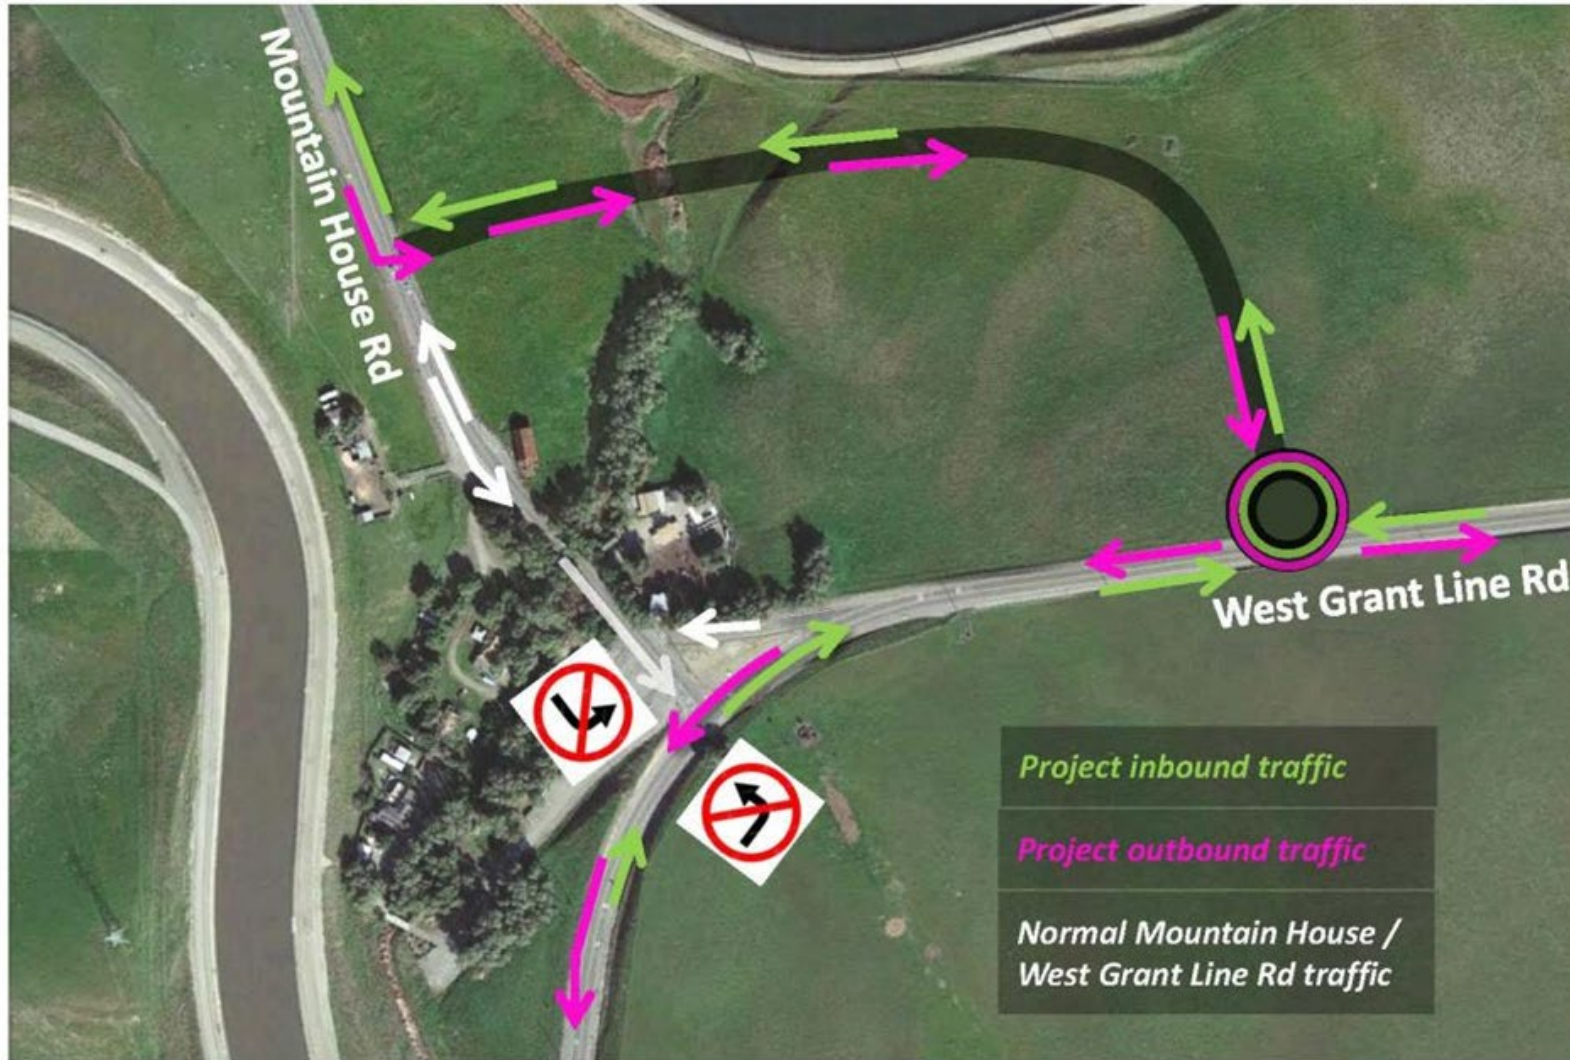 Mountain House Rd
West Grant Line Rd
Project inbound traffic
Project outbound traffic
Normal Mountain House /
West Grant Line Rd traffic